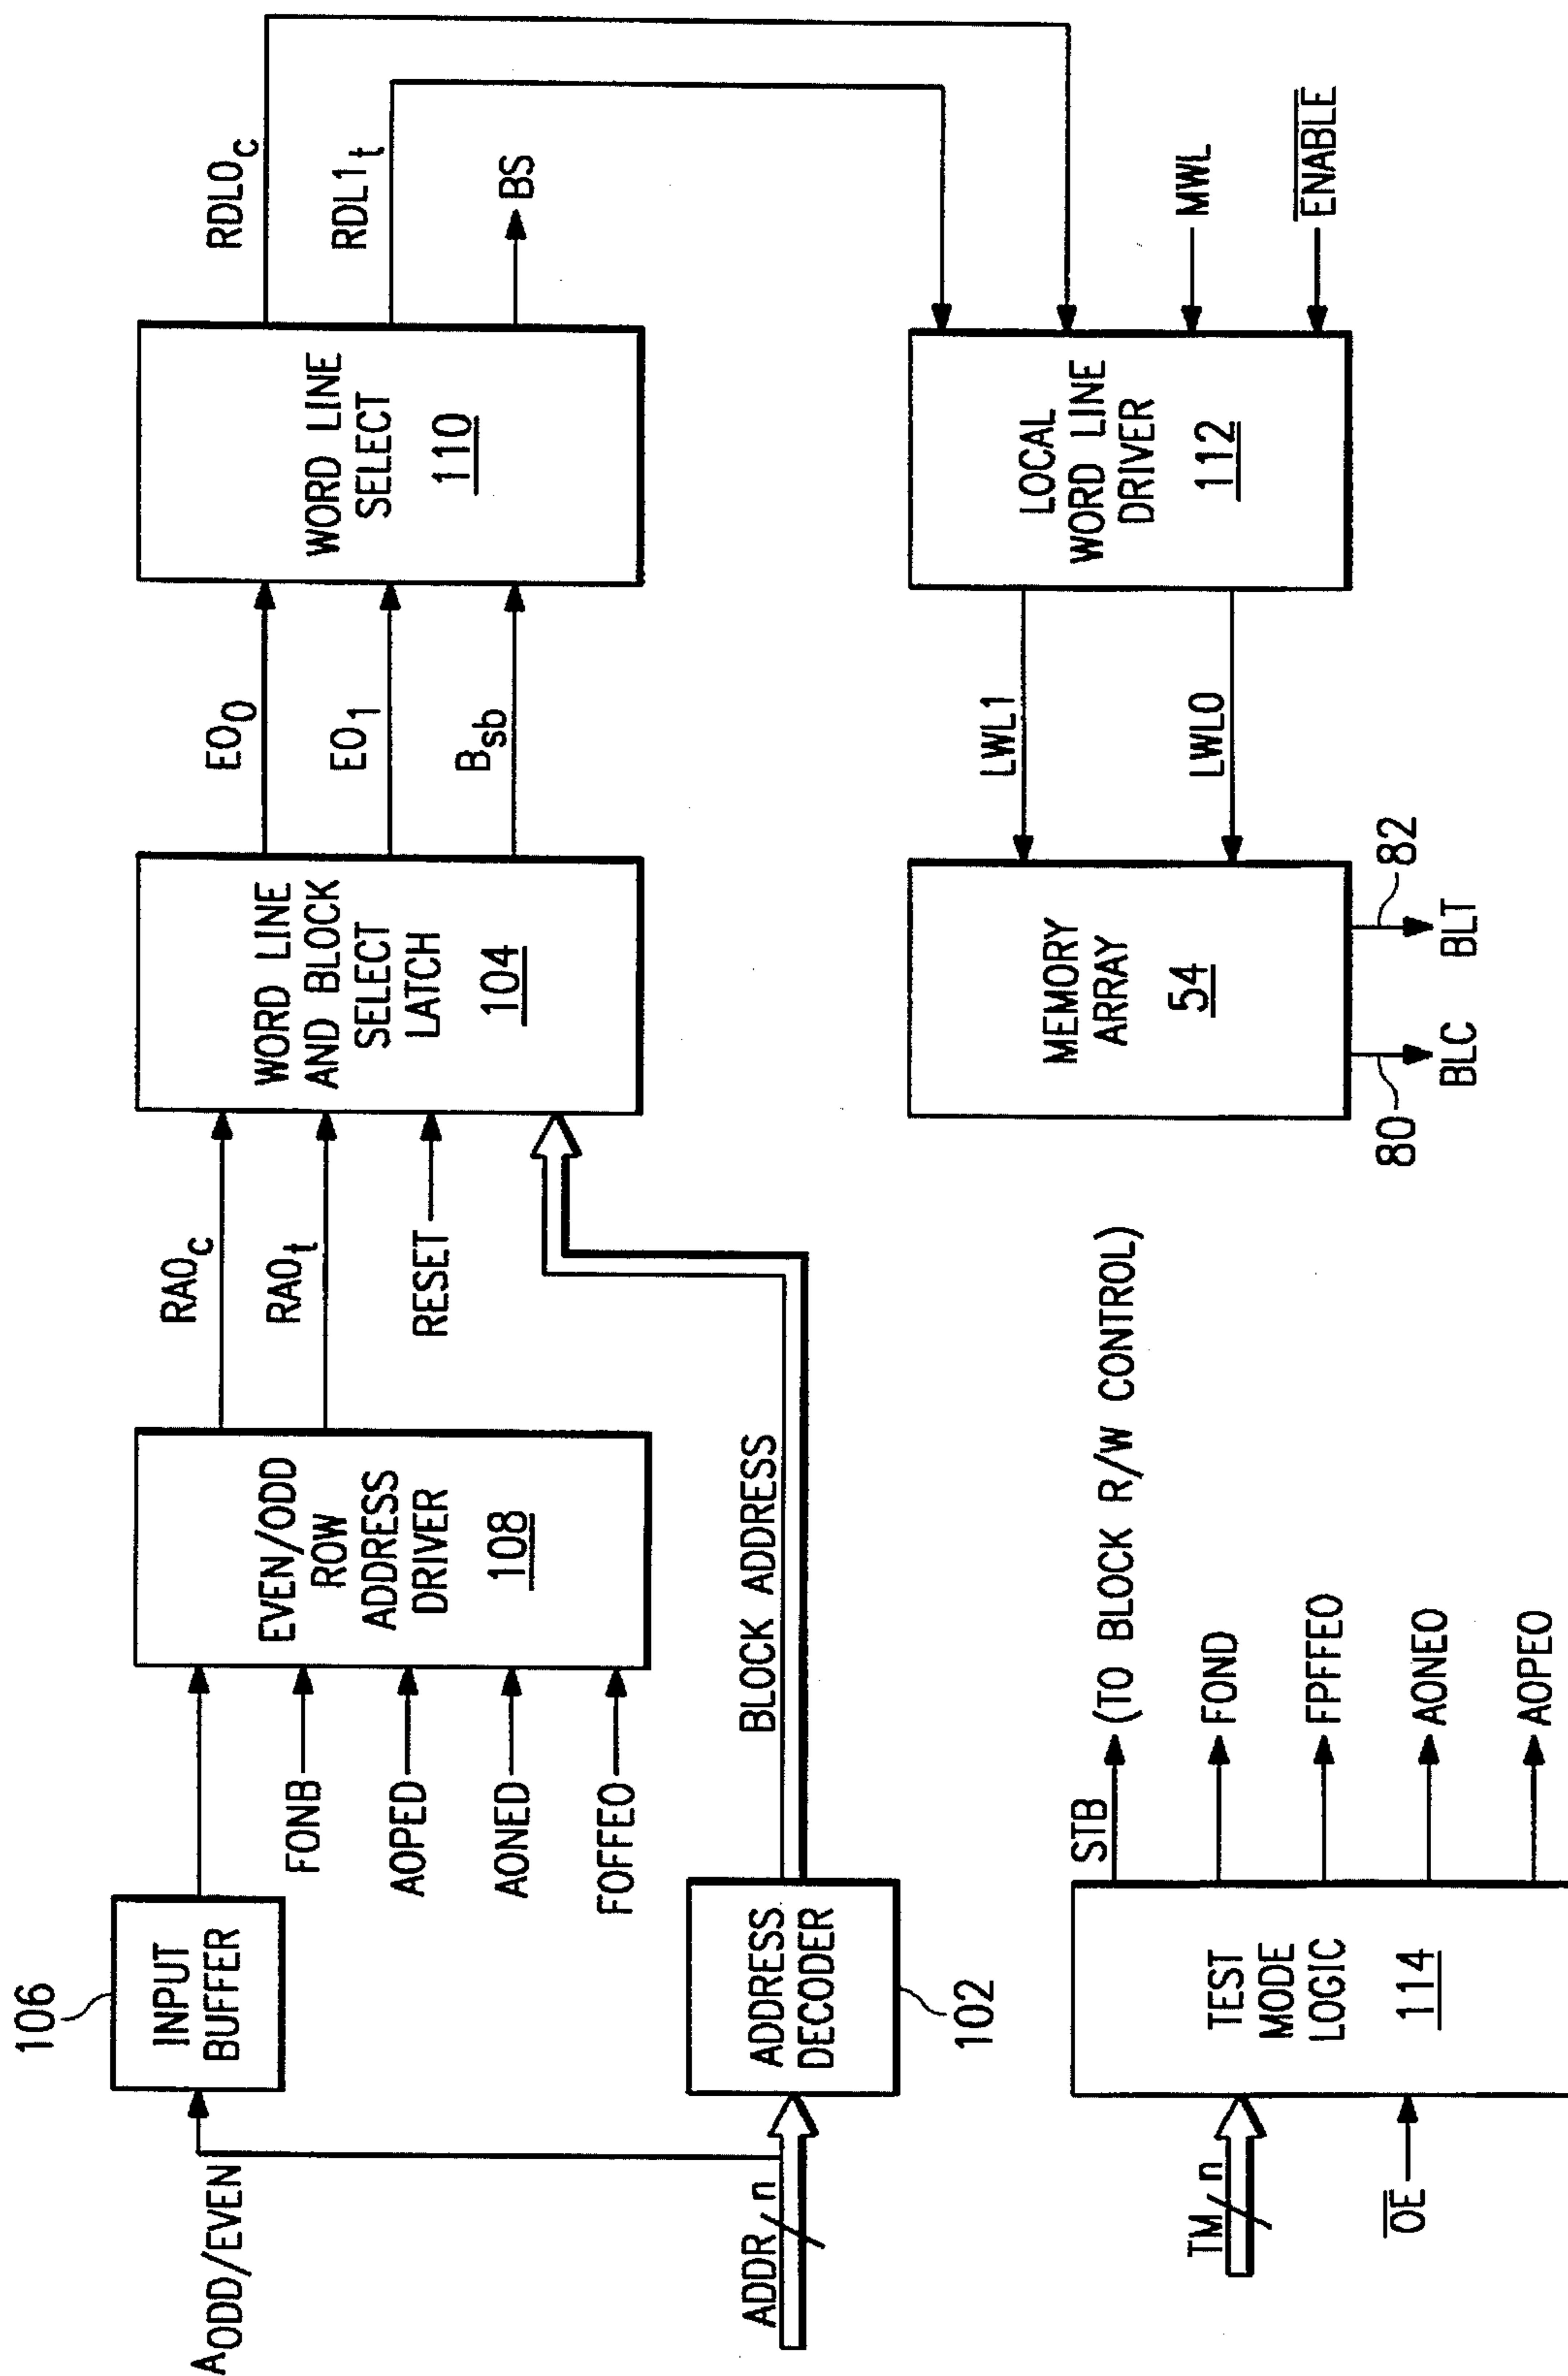 A ODD/EVEN
106
INPUT
BUFFER
FONB
AOPED
AONED
FOFFEO
EVEN/ODD
ROW
ADDRESS
DRIVER
108
RA0c
RA0t
RESET
WORD LINE
AND BLOCK
SELECT
LATCH
104
EO0
EO1
Bsb
WORD LINE
SELECT
110
RDL0c
RDL1t
BS
ADDR n
ADDRESS
DECODER
102
BLOCK ADDRESS
MEMORY
ARRAY
54
80
BLC
82
BLT
LWL1
LWL0
LOCAL
WORD LINE
DRIVER
112
MWL
ENABLE
TM n
OE
TEST
MODE
LOGIC
114
STB (TO BLOCK R/W CONTROL)
FOND
FPFFEO
AONEO
AOPEO